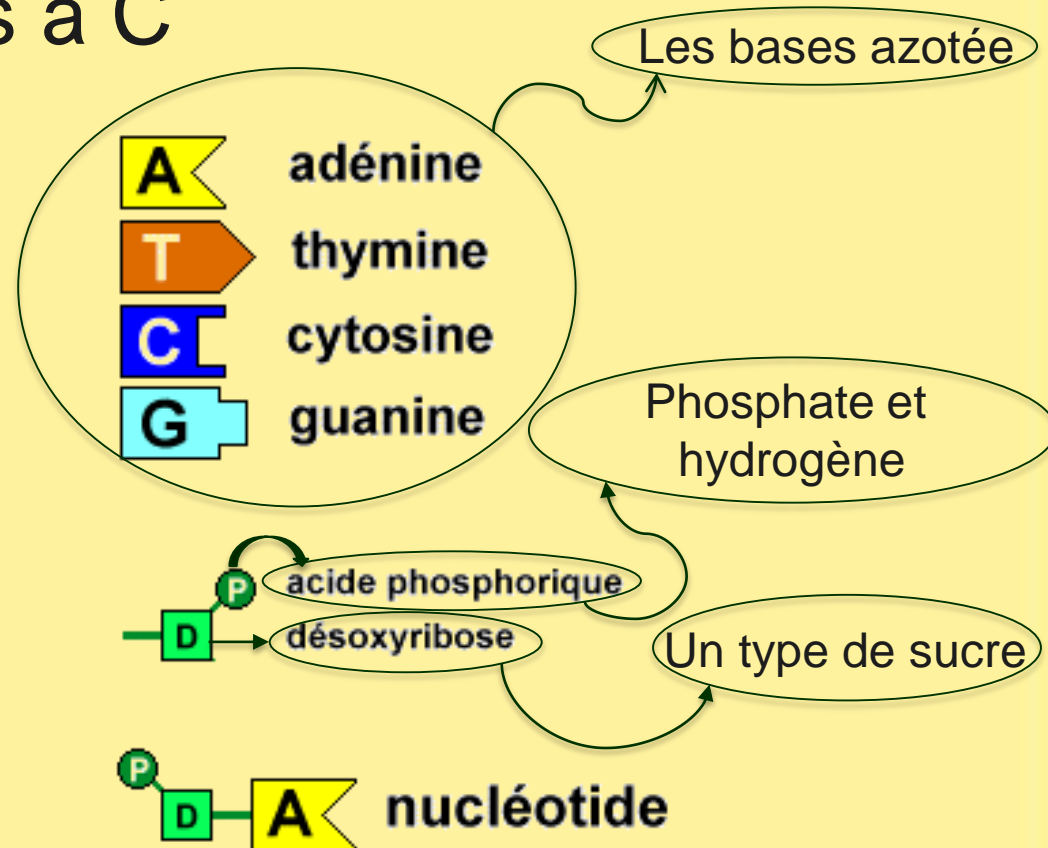 s à C
Les bases azotée
A adénine
T thymine
C cytosine
G guanine
Phosphate et
hydrogène
P acide phosphorique
D désoxyribose
Un type de sucre
P
D A nucléotide